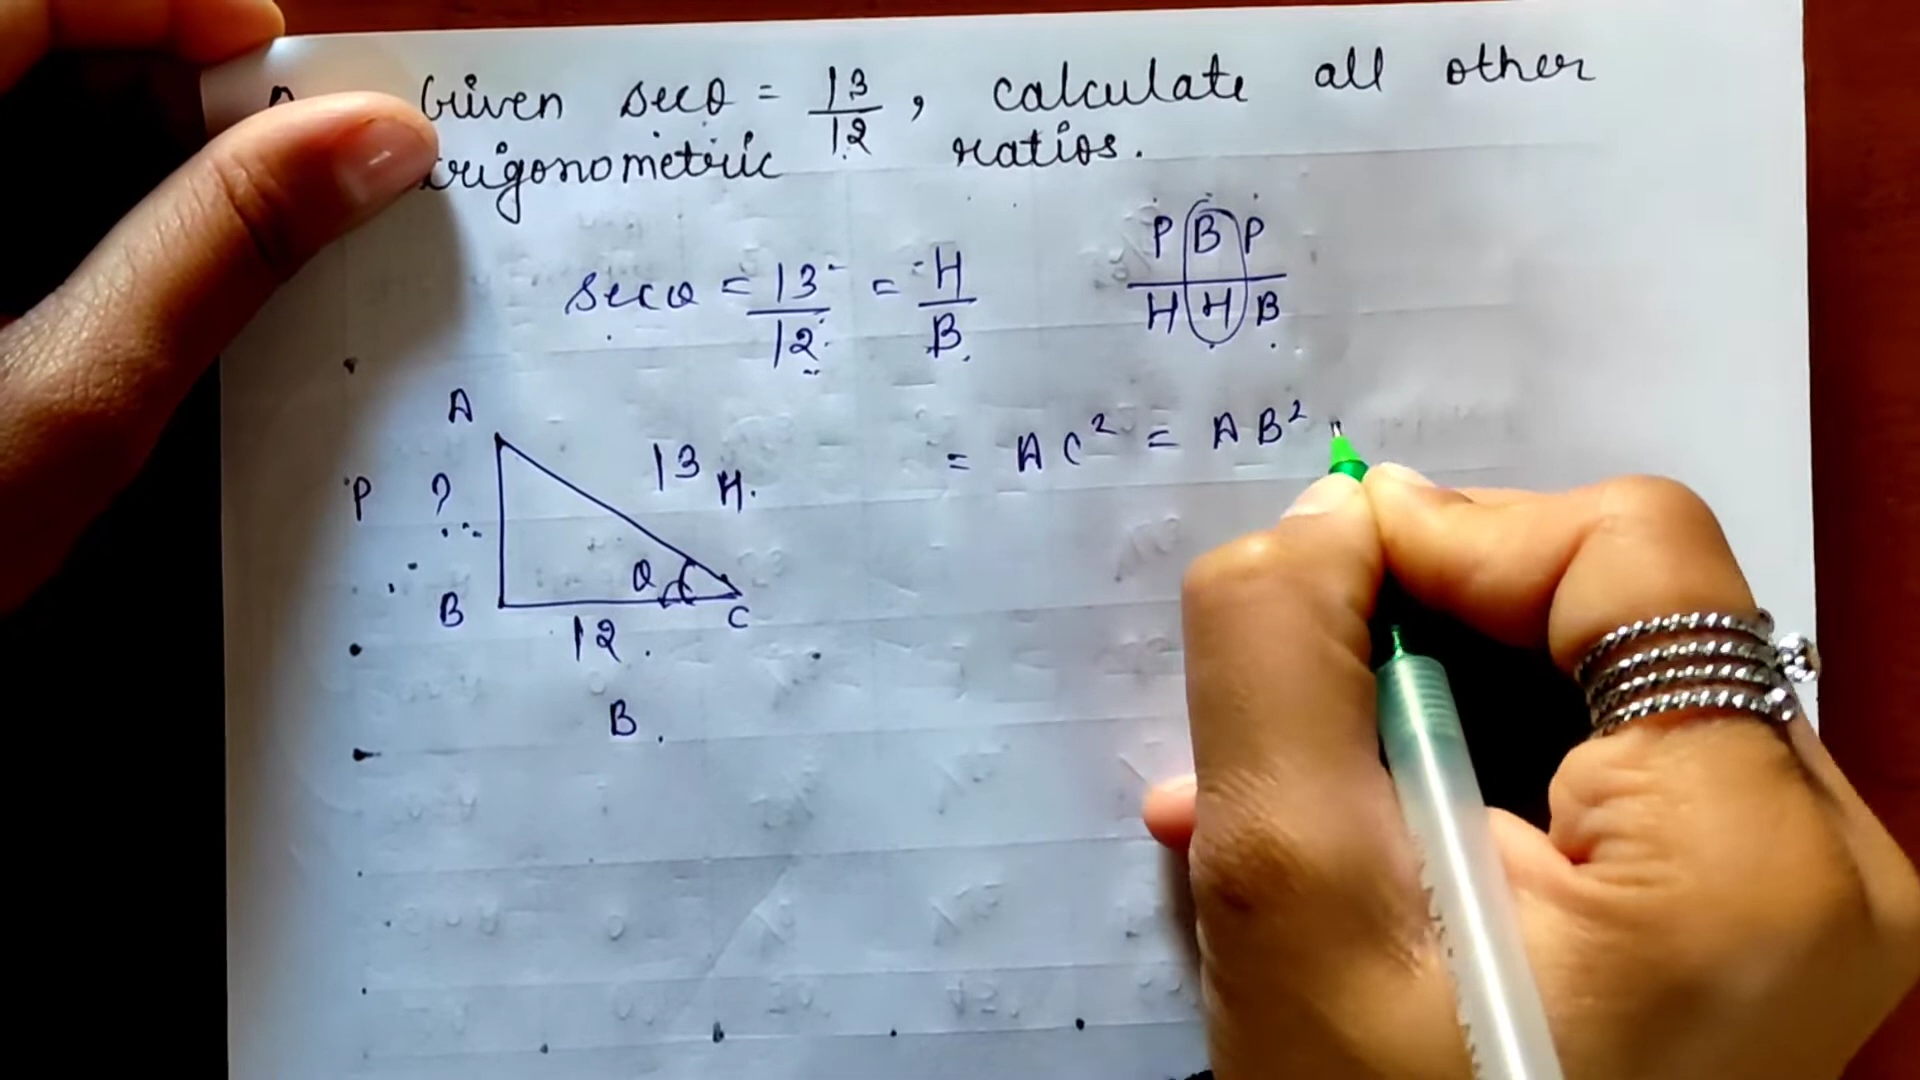 Given secθ = 13/12, calculate all other
trigonometric ratios.
secθ = 13/12 = H/B
P B P
H H B
A
13 H.
P ?
= AC² = AB²
θ
B
C
12
B